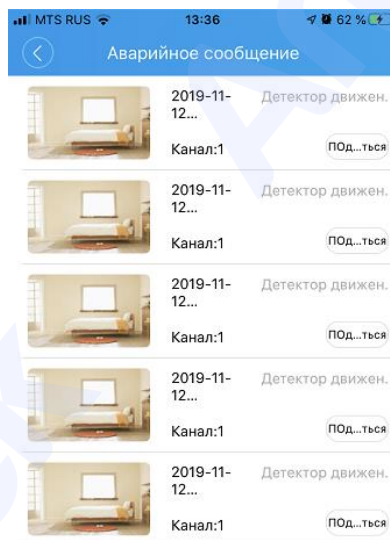 MTS RUS 13:36 62 %
Аварийное сообщение
2019-11-12... Детектор движен.
Канал:1 ПОд...ться
2019-11-12... Детектор движен.
Канал:1 ПОд...ться
2019-11-12... Детектор движен.
Канал:1 ПОд...ться
2019-11-12... Детектор движен.
Канал:1 ПОд...ться
2019-11-12... Детектор движен.
Канал:1 ПОд...ться